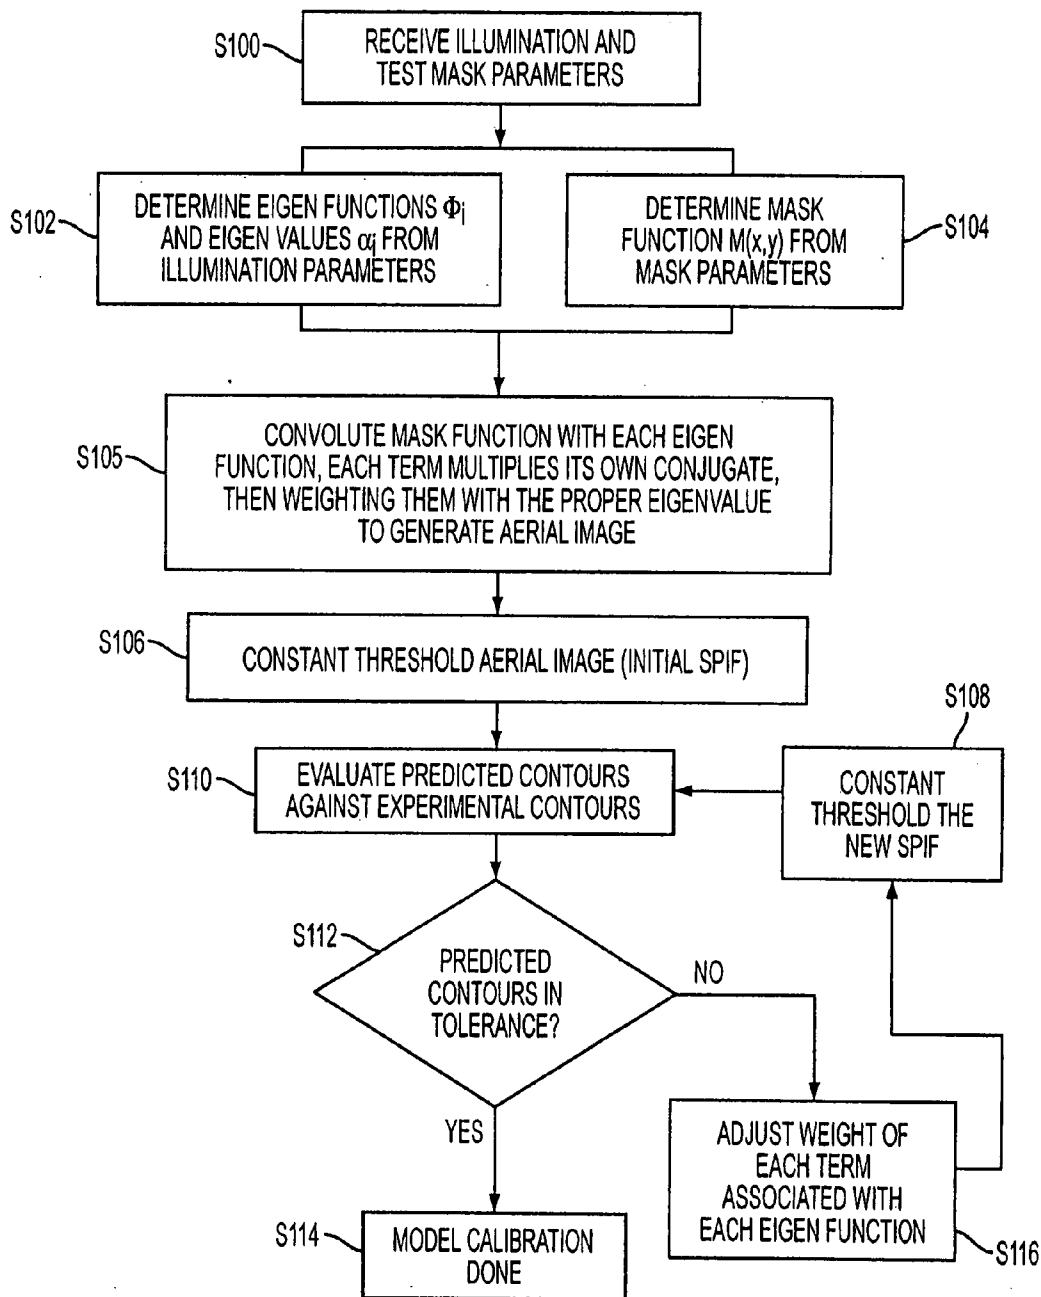 S100
RECEIVE ILLUMINATION AND
TEST MASK PARAMETERS
S102
DETERMINE EIGEN FUNCTIONS Φi
AND EIGEN VALUES αi FROM
ILLUMINATION PARAMETERS
DETERMINE MASK
FUNCTION M(x,y) FROM
MASK PARAMETERS
S104
S105
CONVOLUTE MASK FUNCTION WITH EACH EIGEN
FUNCTION, EACH TERM MULTIPLIES ITS OWN CONJUGATE,
THEN WEIGHTING THEM WITH THE PROPER EIGENVALUE
TO GENERATE AERIAL IMAGE
S106
CONSTANT THRESHOLD AERIAL IMAGE (INITIAL SPIF)
S108
CONSTANT
THRESHOLD THE
NEW SPIF
S110
EVALUATE PREDICTED CONTOURS
AGAINST EXPERIMENTAL CONTOURS
S112
PREDICTED
CONTOURS IN
TOLERANCE?
NO
YES
ADJUST WEIGHT OF
EACH TERM
ASSOCIATED WITH
EACH EIGEN FUNCTION
S116
S114
MODEL CALIBRATION
DONE